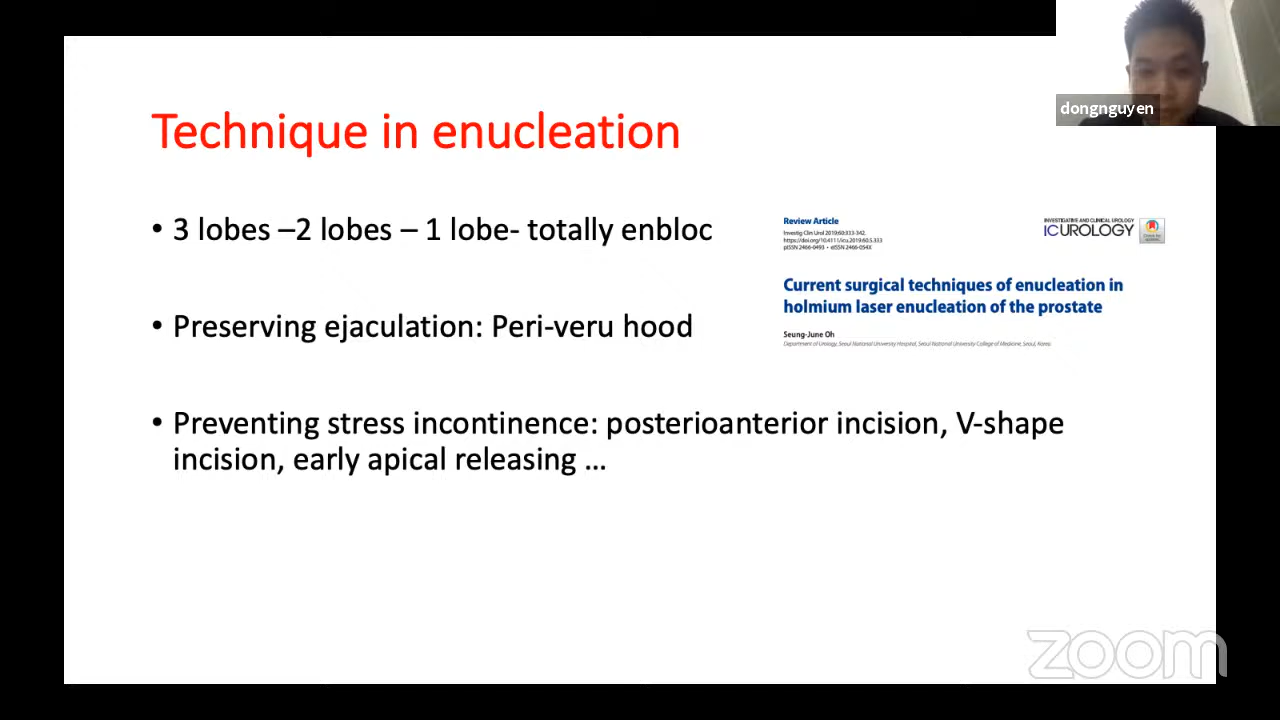 dongnguyen
Technique in enucleation
• 3 lobes –2 lobes – 1 lobe- totally enbloc
• Preserving ejaculation: Peri-veru hood
• Preventing stress incontinence: posterioanterior incision, V-shape
incision, early apical releasing ...
Review Article
Investig Clin Urol 2019;60:333-342.
https://doi.org/10.4111/icu.2019.60.5.333
pISSN 2466-0493 • eISSN 2466-054X
INVESTIGATIVE AND CLINICAL UROLOGY
ICUROLOGY
Current surgical techniques of enucleation in
holmium laser enucleation of the prostate
Seung-June Oh
Department of Urology, Seoul National University Hospital, Seoul National University College of Medicine, Seoul, Korea
zoom